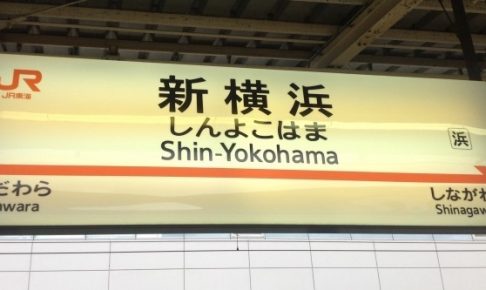 JR
JR東海
新横浜
しんよこはま
Shin-Yokohama
浜
だわら
awara
しながわ
Shinagaw